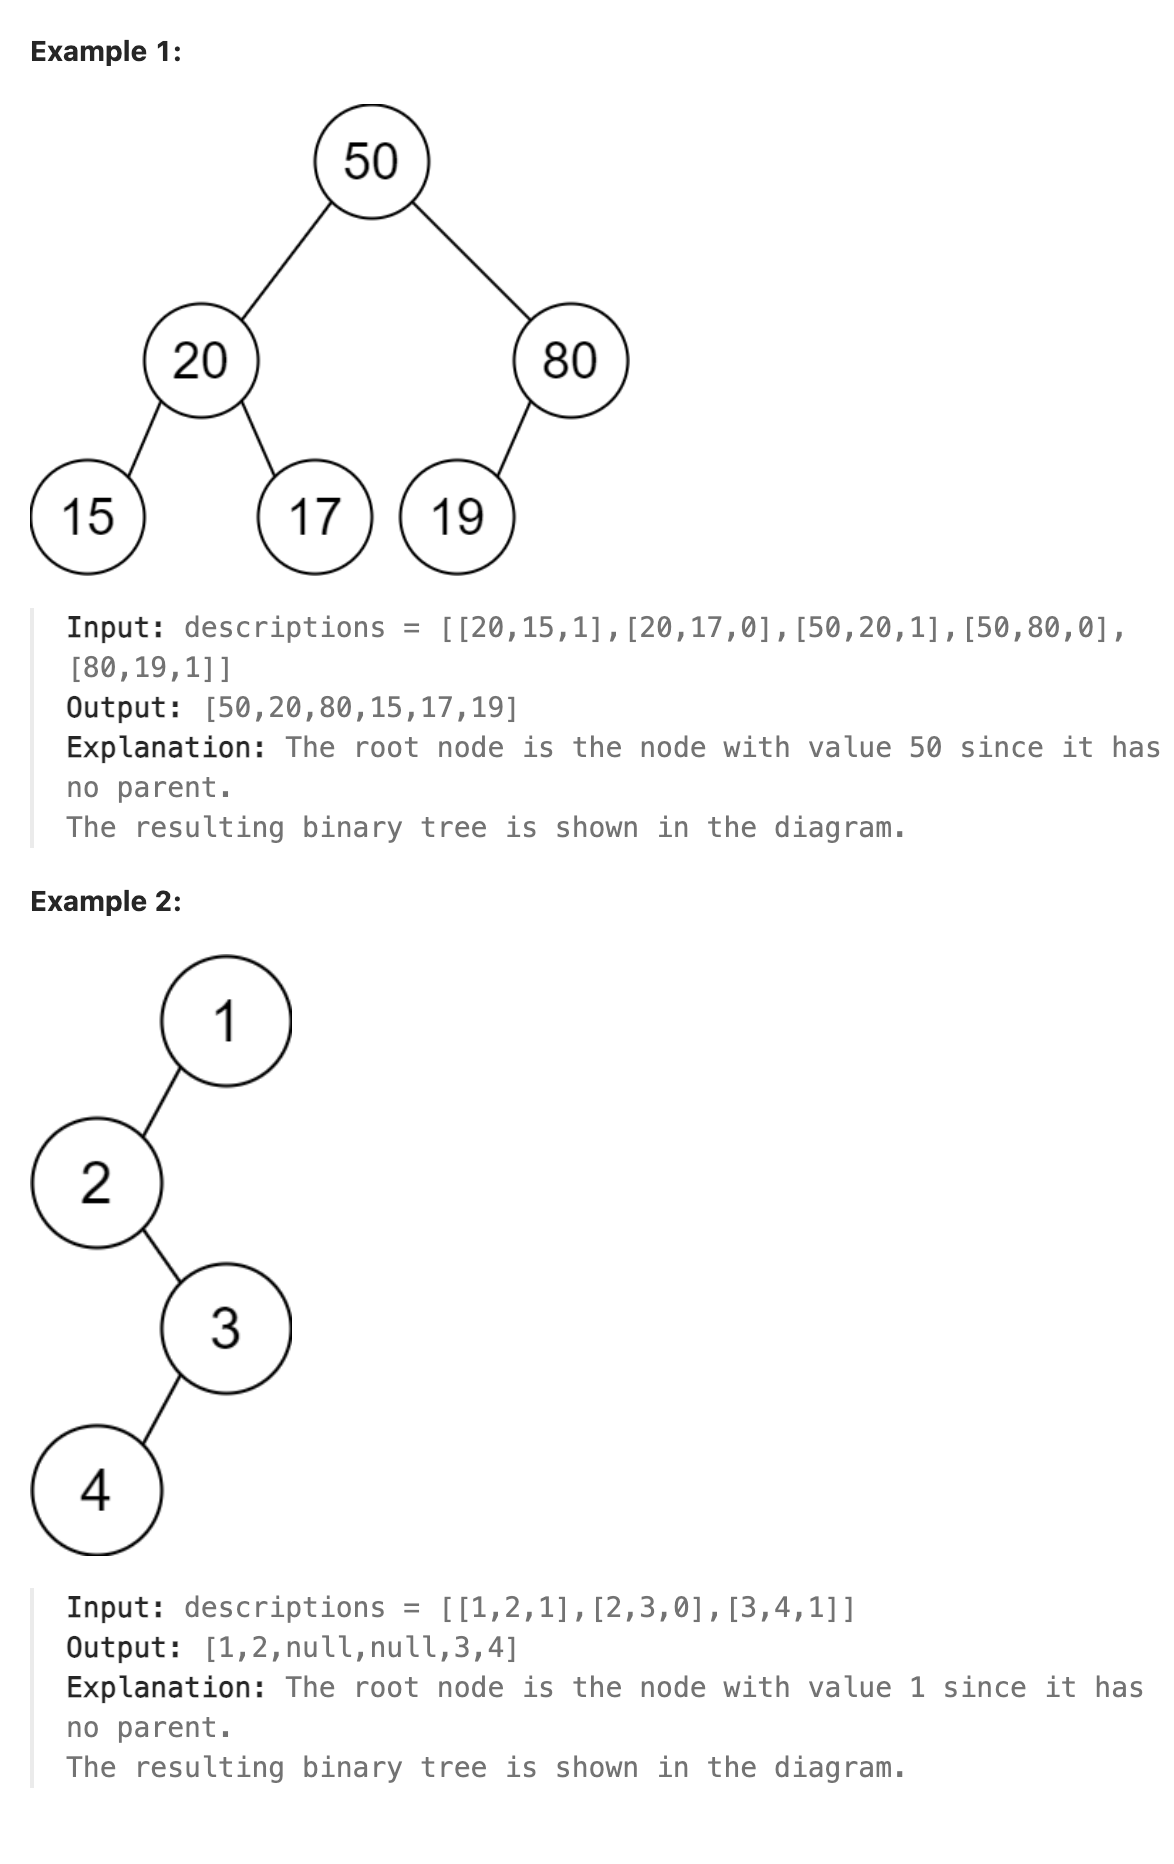 Example 1:
50
20
80
15
17
19
Input: descriptions = [[20,15,1],[20,17,0],[50,20,1],[50,80,0],
[80,19,1]]
Output: [50,20,80,15,17,19]
Explanation: The root node is the node with value 50 since it has
no parent.
The resulting binary tree is shown in the diagram.
Example 2:
1
2
3
4
Input: descriptions = [[1,2,1],[2,3,0],[3,4,1]]
Output: [1,2,null,null,3,4]
Explanation: The root node is the node with value 1 since it has
no parent.
The resulting binary tree is shown in the diagram.